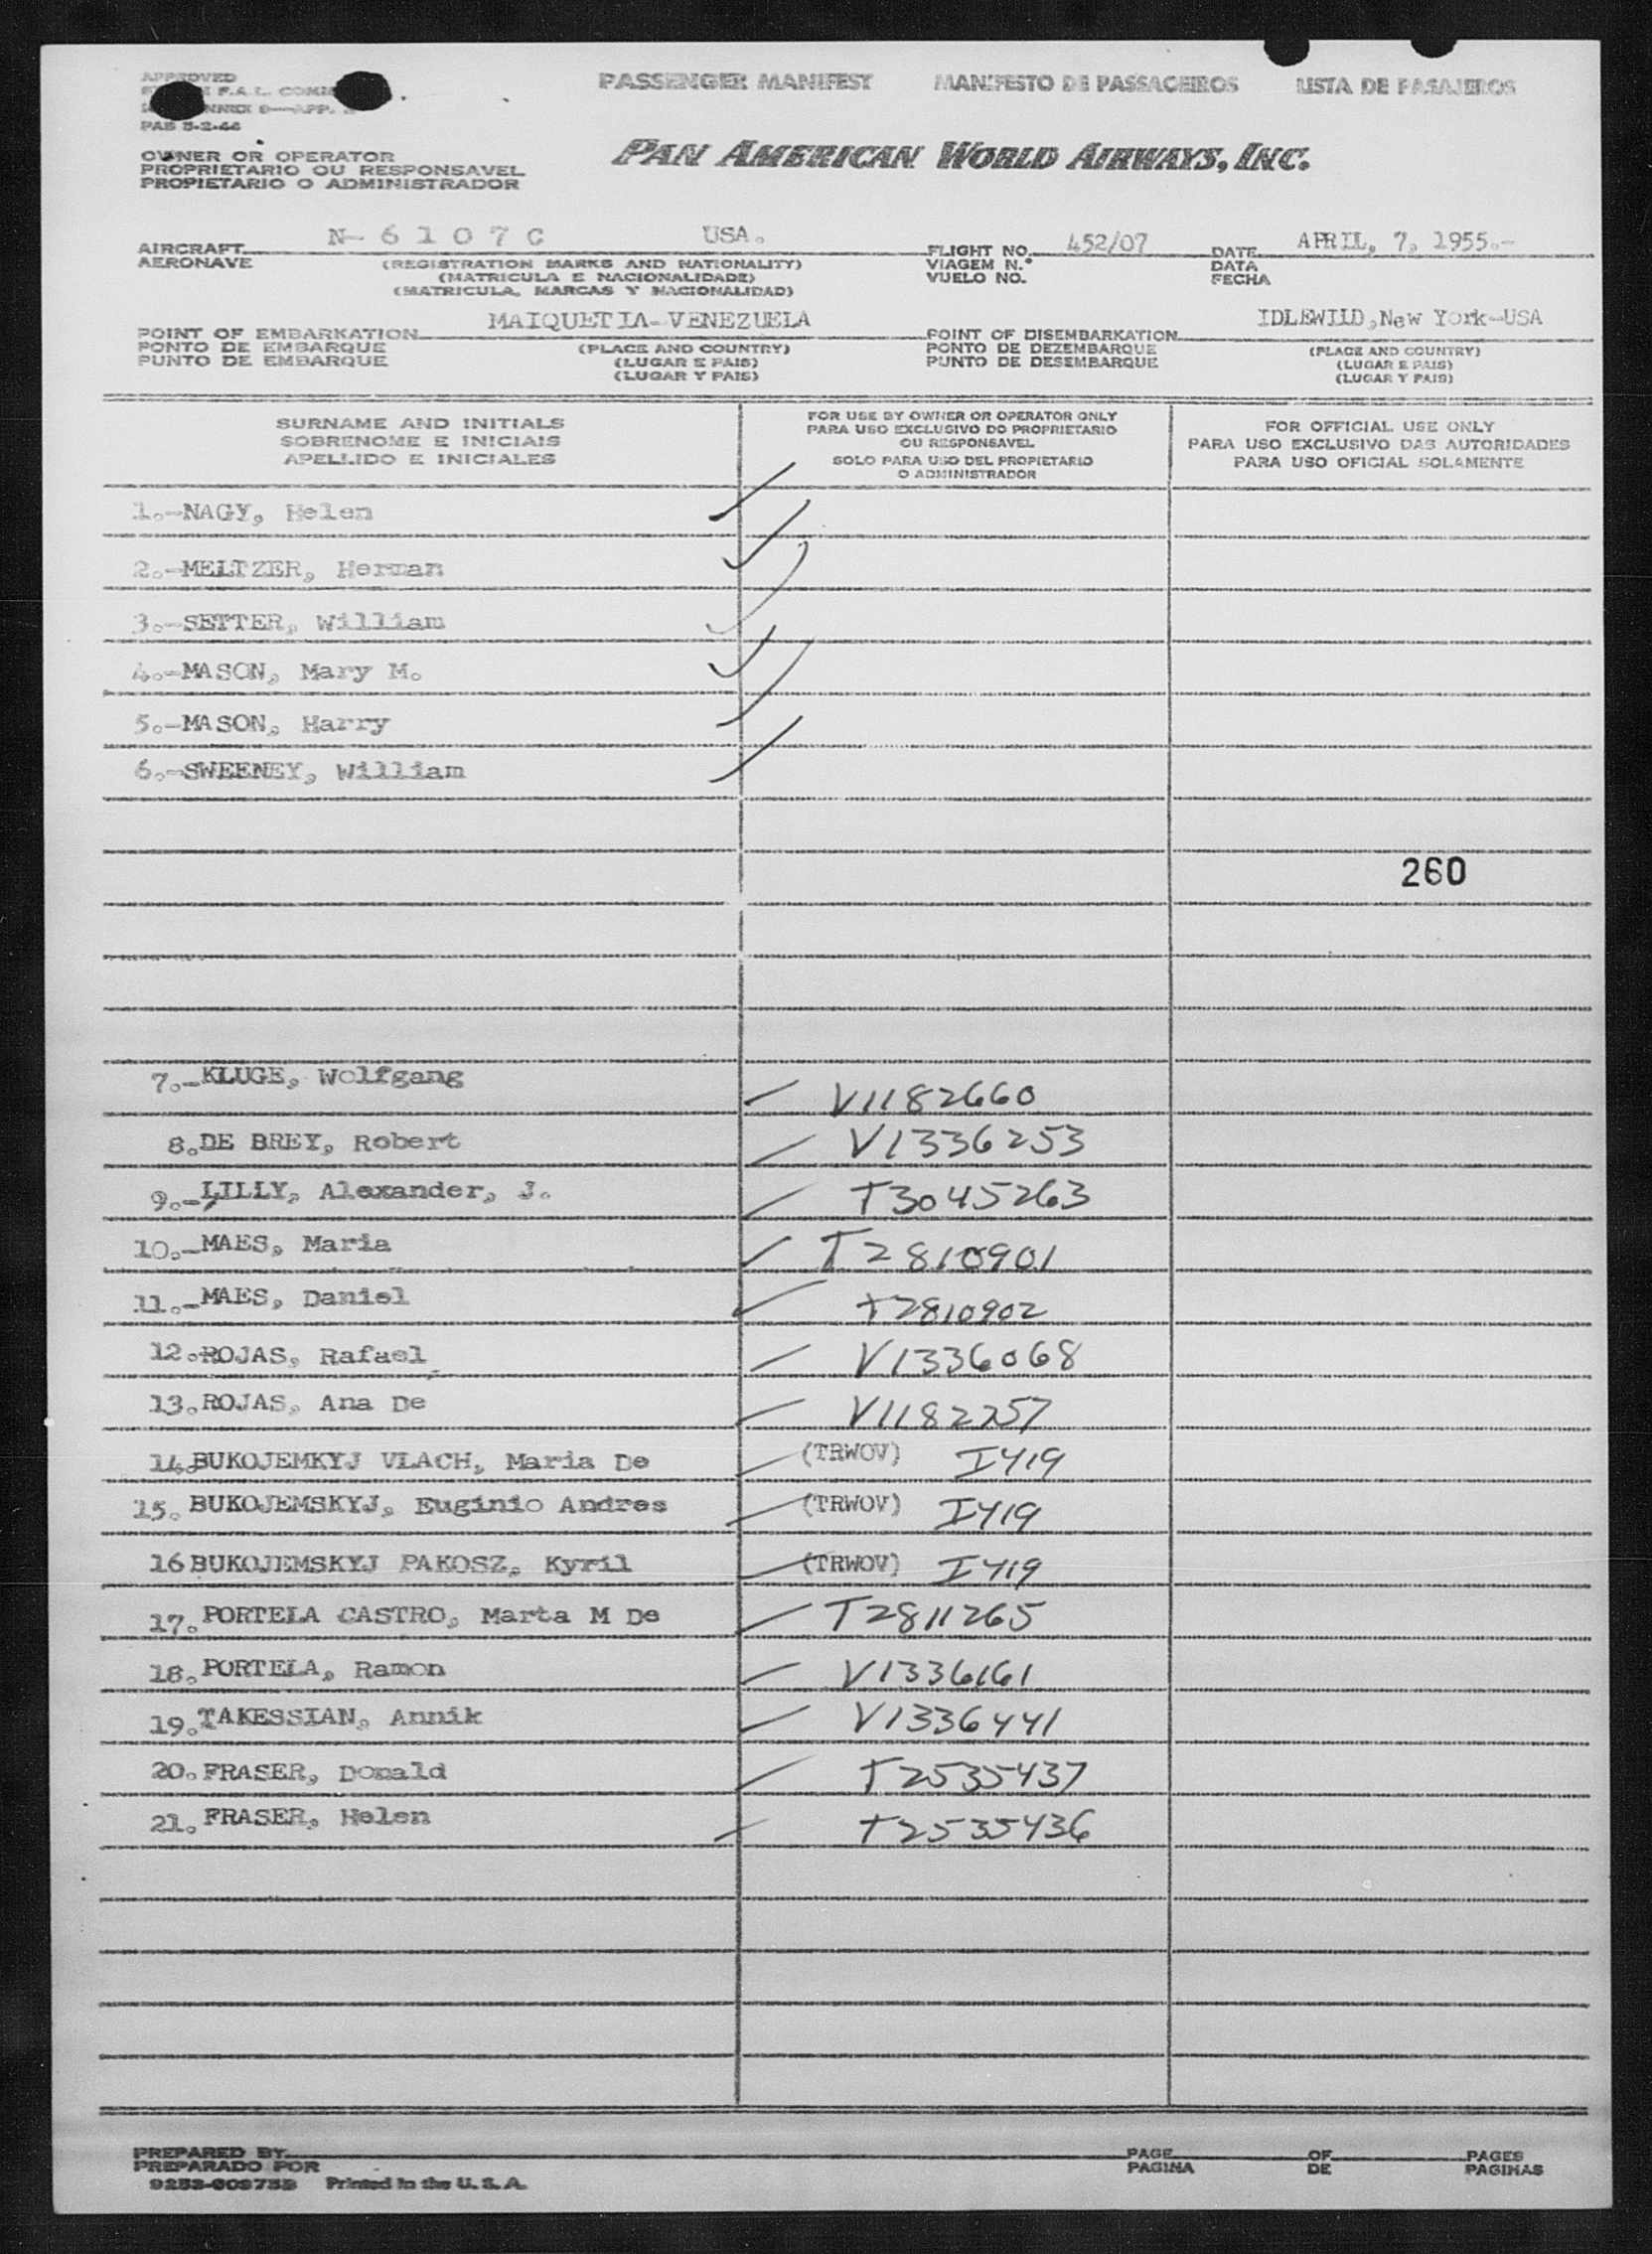 APPROVED
F.A.L.
APP.
PAB 5-2-46
PASSENGER MANIFEST MANIFESTO DE PASSAGEIROS LISTA DE PASAJEROS
OWNER OR OPERATOR
PROPRIETARIO OU RESPONSAVEL
PROPIETARIO O ADMINISTRADOR
PAN AMERICAN WORLD AIRWAYS, INC.
AIRCRAFT N- 6 1 0 7 C USA. FLIGHT NO. 452/07 DATE APRIL, 7, 1955.-
AERONAVE (REGISTRATION MARKS AND NATIONALITY) VIAGEM N.° DATA
(MATRICULA E NACIONALIDADE) VUELO NO. FECHA
(MATRICULA, MARCAS Y NACIONALIDAD)
POINT OF EMBARKATION MAIQUETIA-VENEZUELA POINT OF DISEMBARKATION IDLEWILD, New York-USA
PONTO DE EMBARQUE (PLACE AND COUNTRY) PONTO DE DEZEMBARQUE (PLACE AND COUNTRY)
PUNTO DE EMBARQUE (LUGAR E PAIS) PUNTO DE DESEMBARQUE (LUGAR E PAIS)
(LUGAR Y PAIS) (LUGAR Y PAIS)
SURNAME AND INITIALS
SOBRENOME E INICIAIS
APELLIDO E INICIALES
FOR USE BY OWNER OR OPERATOR ONLY
PARA USO EXCLUSIVO DO PROPRIETARIO
OU RESPONSAVEL
SOLO PARA USO DEL PROPIETARIO
O ADMINISTRADOR
FOR OFFICIAL USE ONLY
PARA USO EXCLUSIVO DAS AUTORIDADES
PARA USO OFICIAL SOLAMENTE
1.-NAGY, Helen
2.-MELTZER, Herman
3.-SETTER, William
4.-MASON, Mary M.
5.-MASON, Harry
6.-SWEENEY, William
260
7.-KLUGE, Wolfgang V1182660
8.DE BREY, Robert V1336253
9.-LILLY, Alexander, J. T3045263
10.-MAES, Maria T2810901
11.-MAES, Daniel T2810902
12.-ROJAS, Rafael V1336068
13.ROJAS, Ana De V1182257
14.BUKOJEMKYJ VLACH, Maria De (TRWOV) I419
15. BUKOJEMSKYJ, Euginio Andres (TRWOV) I419
16 BUKOJEMSKYJ PAKOSZ, Kyril (TRWOV) I419
17. PORTELA CASTRO, Marta M De T2811265
18. PORTELA, Ramon V1336161
19.TAKESSIAN, Annik V1336441
20. FRASER, Donald T2535437
21. FRASER, Helen T2535436
PREPARED BY PAGE OF PAGES
PREPARADO POR PAGINA DE PAGINAS
Printed in the U.S.A.